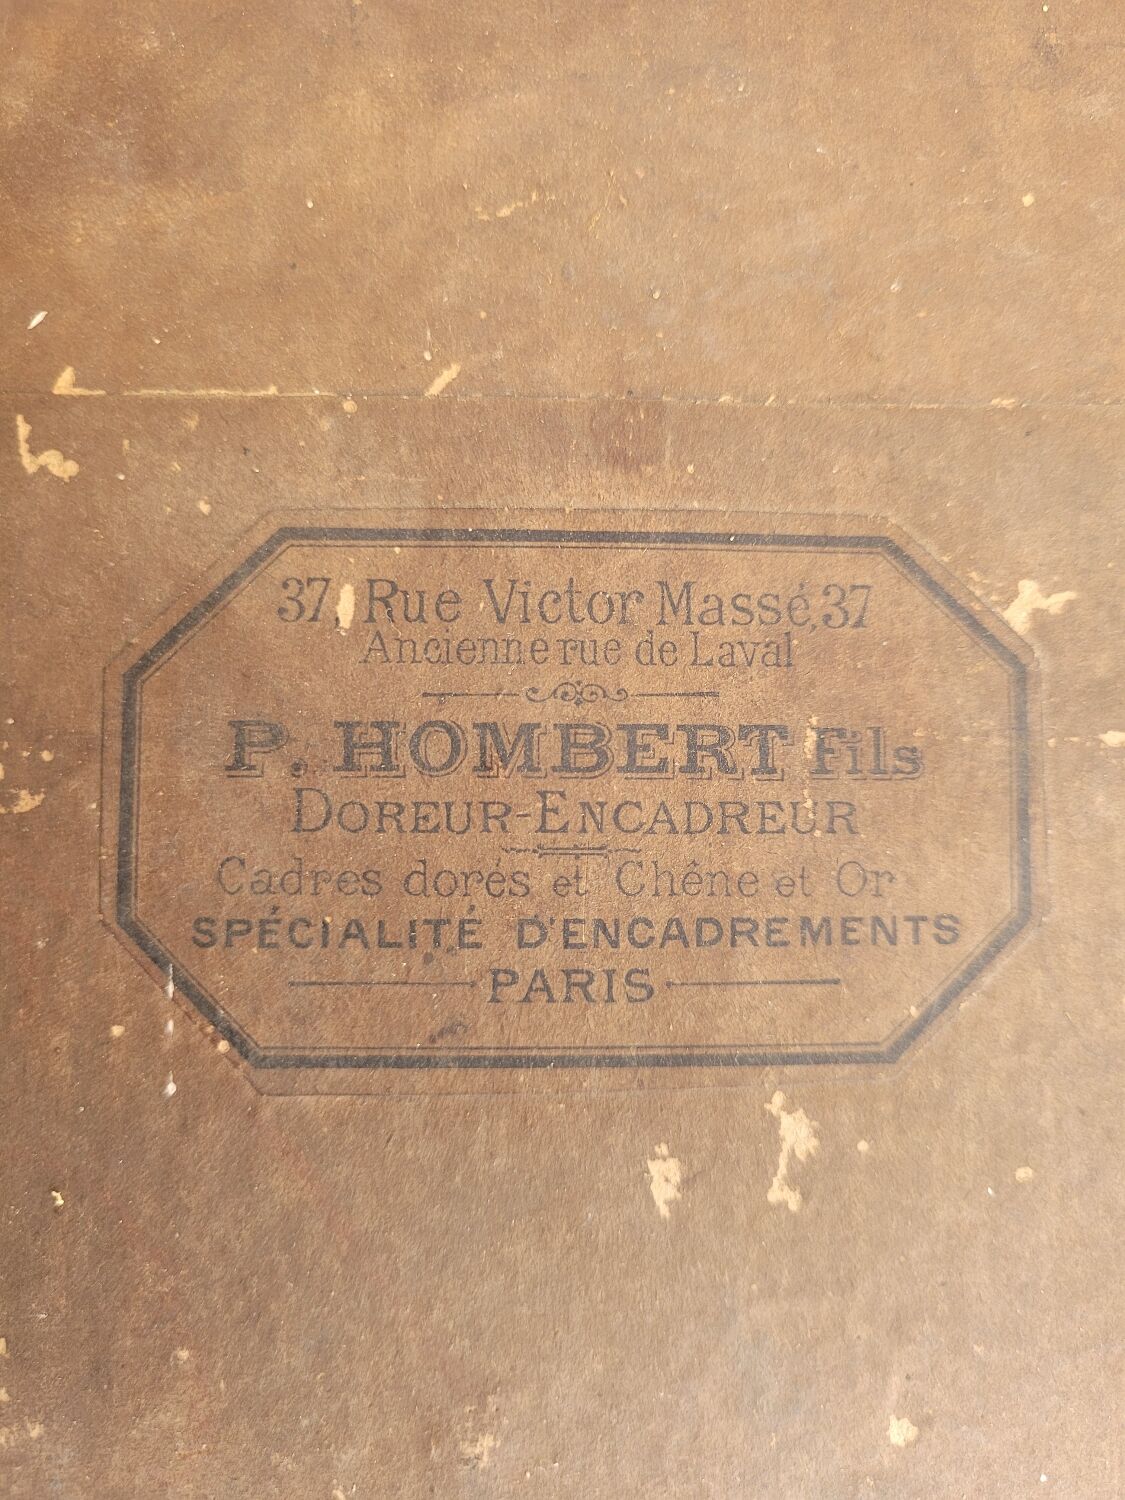 37, Rue Victor Massé, 37
Ancienne rue de Laval
P. HOMBERT Fils
DOREUR-ENCADREUR
Cadres dorés et Chêne et Or
SPÉCIALITÉ D'ENCADREMENTS
PARIS